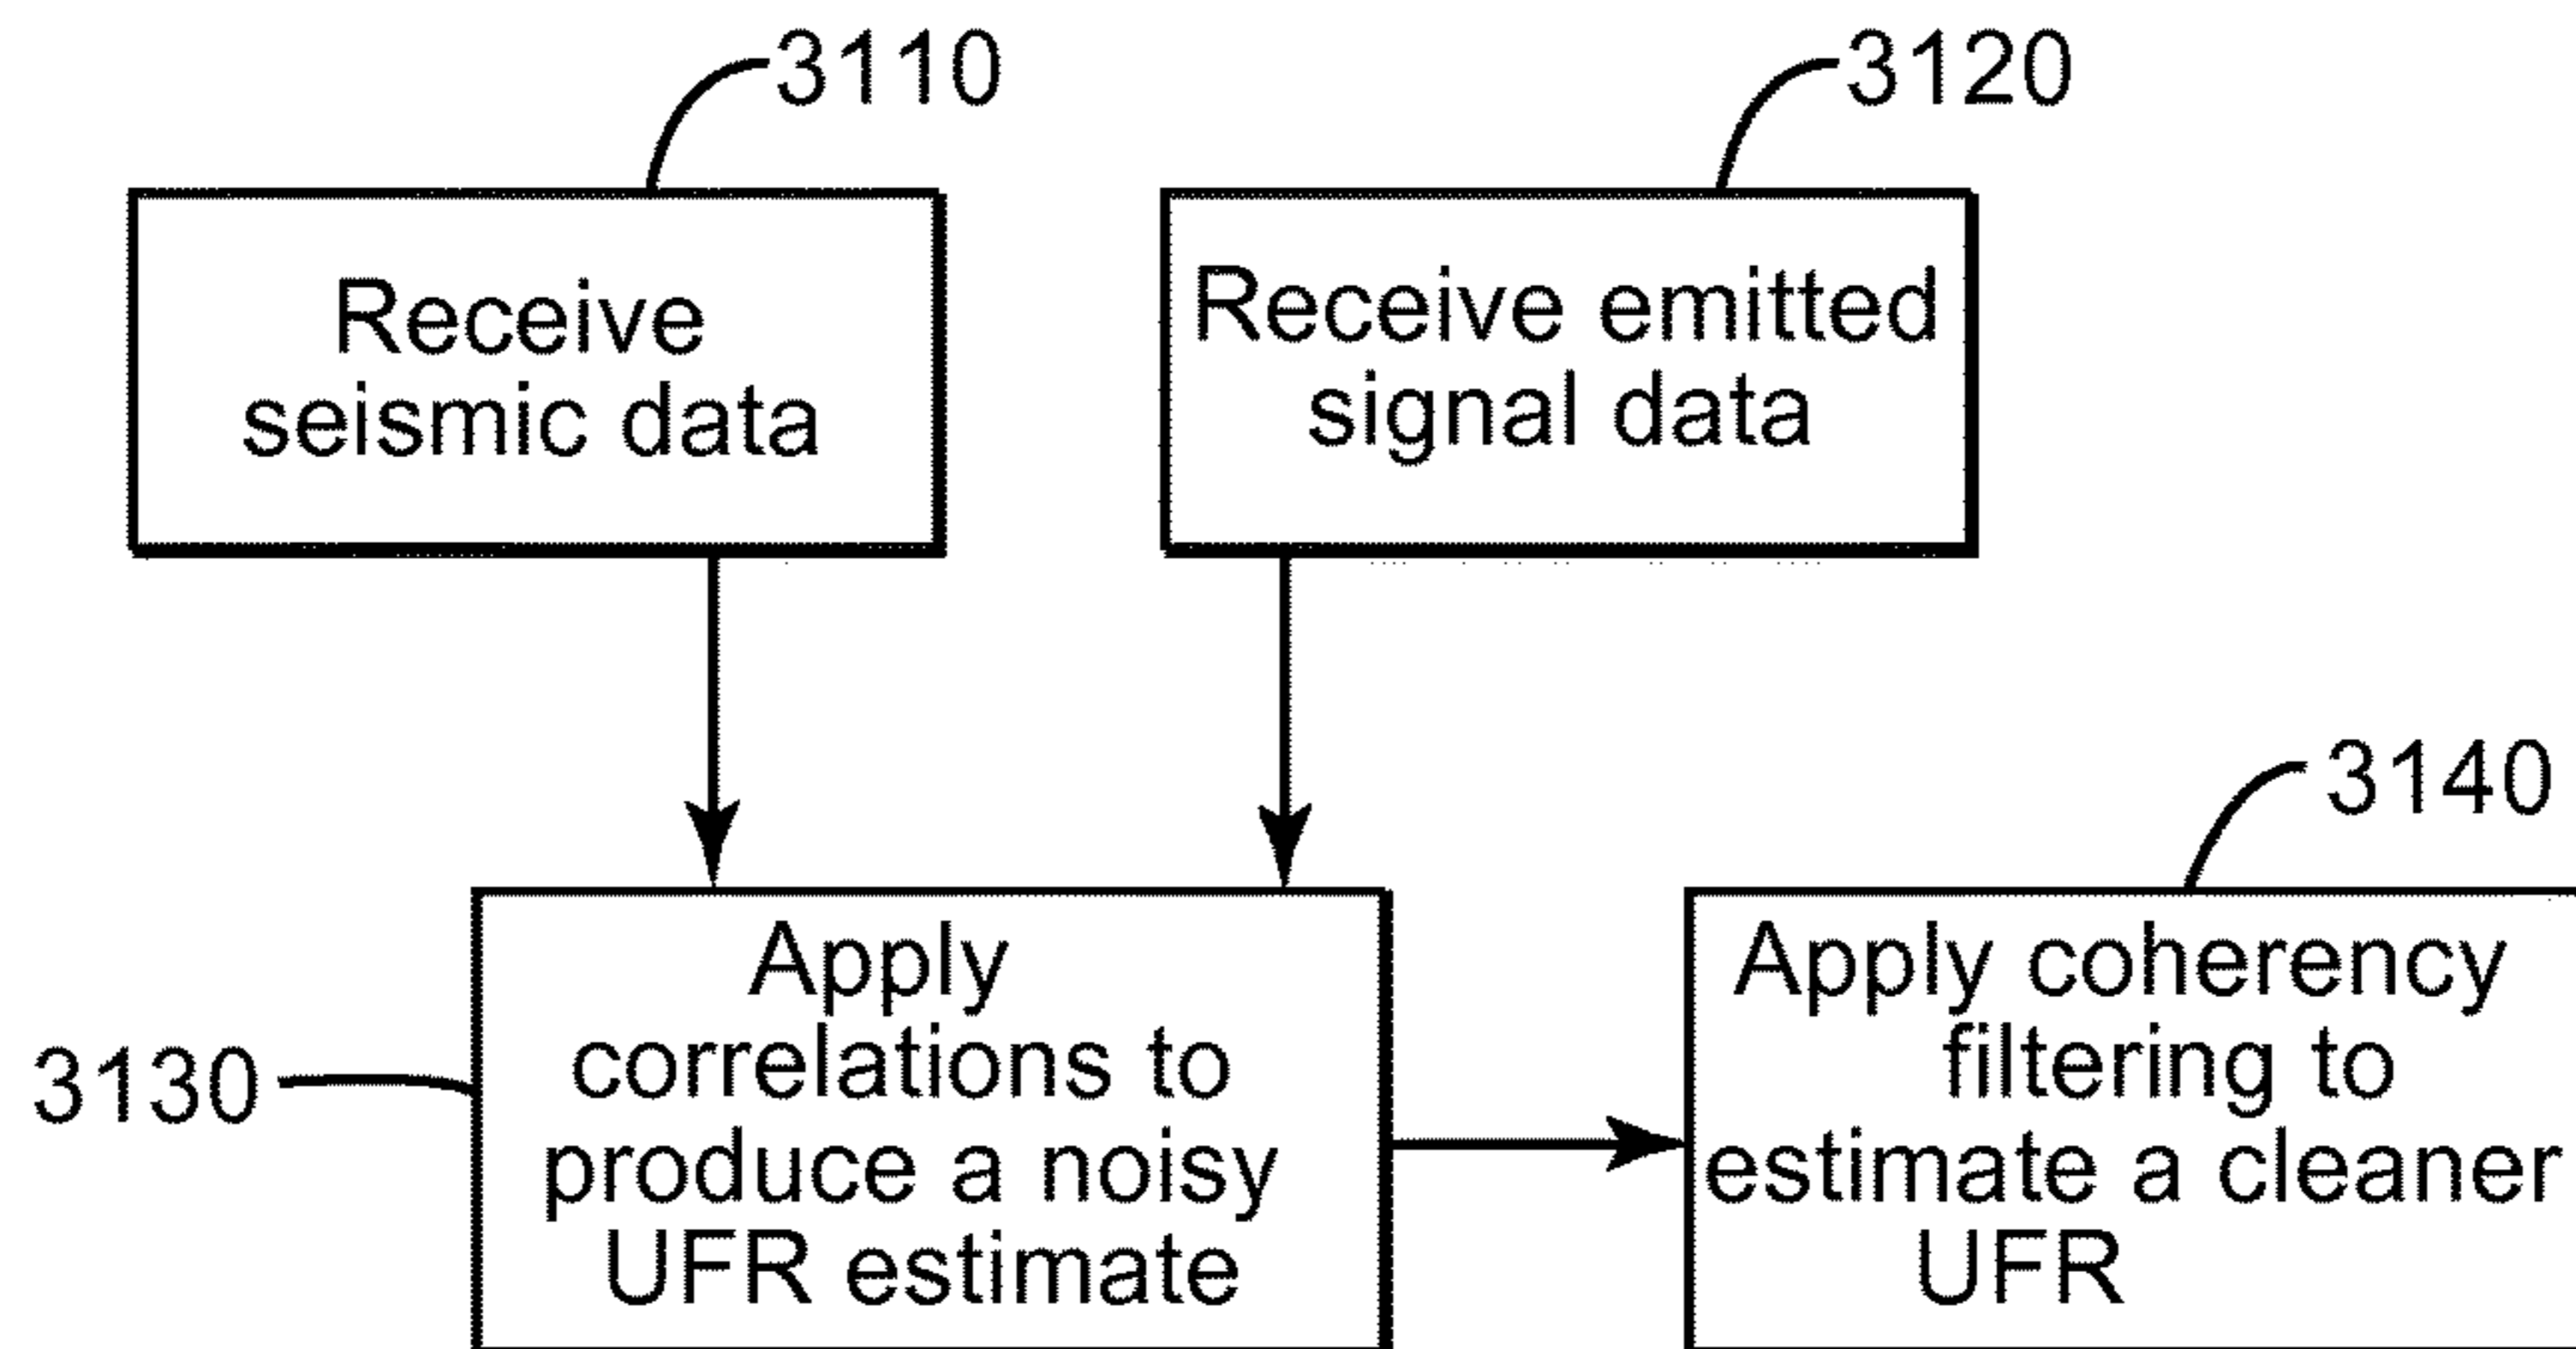 3110
3120
Receive
seismic data
Receive emitted
signal data
3140
3130
Apply
correlations to
produce a noisy
UFR estimate
Apply coherency
filtering to
estimate a cleaner
UFR